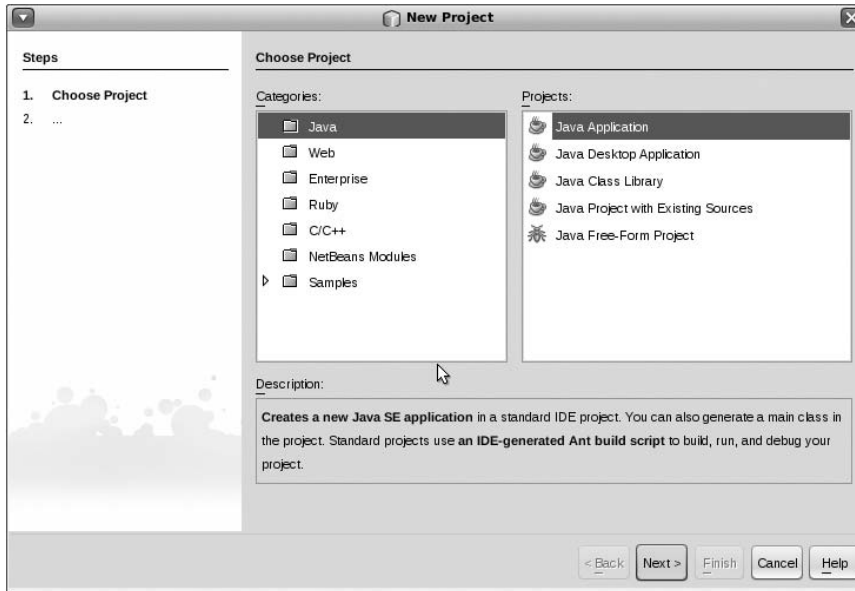 New Project
Steps
1. Choose Project
2. ...
Choose Project
Categories:
Java
Web
Enterprise
Ruby
C/C++
NetBeans Modules
Samples
Projects:
Java Application
Java Desktop Application
Java Class Library
Java Project with Existing Sources
Java Free-Form Project
Description:
Creates a new Java SE application in a standard IDE project. You can also generate a main class in
the project. Standard projects use an IDE-generated Ant build script to build, run, and debug your
project.
< Back Next > Finish Cancel Help